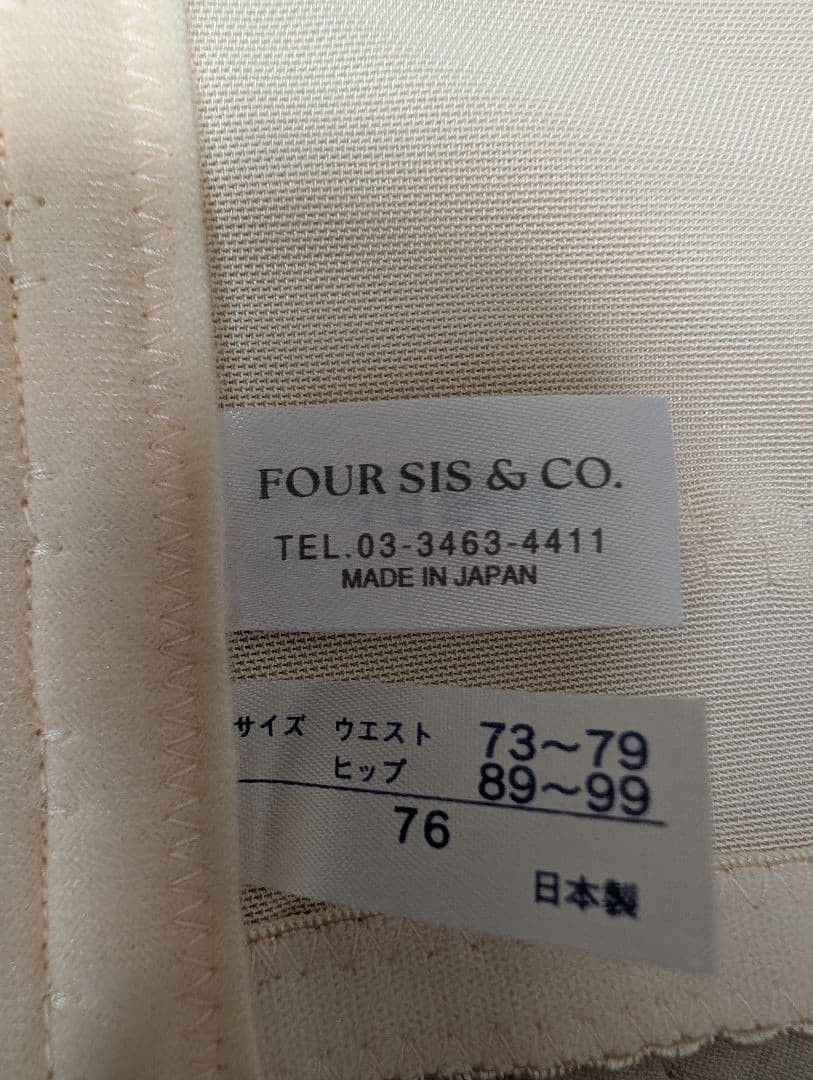 FOUR SIS & CO.
TEL.03-3463-4411
MADE IN JAPAN
サイズ ウエスト 73〜79
ヒップ 89〜99
76
日本製